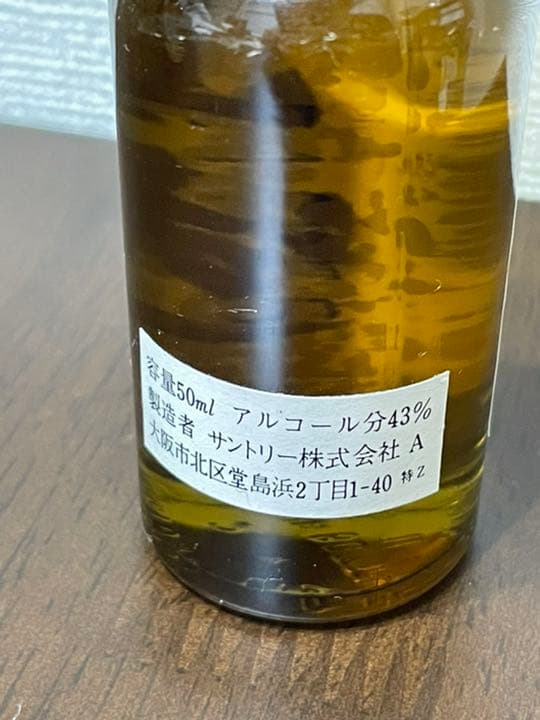 容量50ml アルコール分43%
製造者 サントリー株式会社 A
大阪市北区堂島浜2丁目1-40 特Z